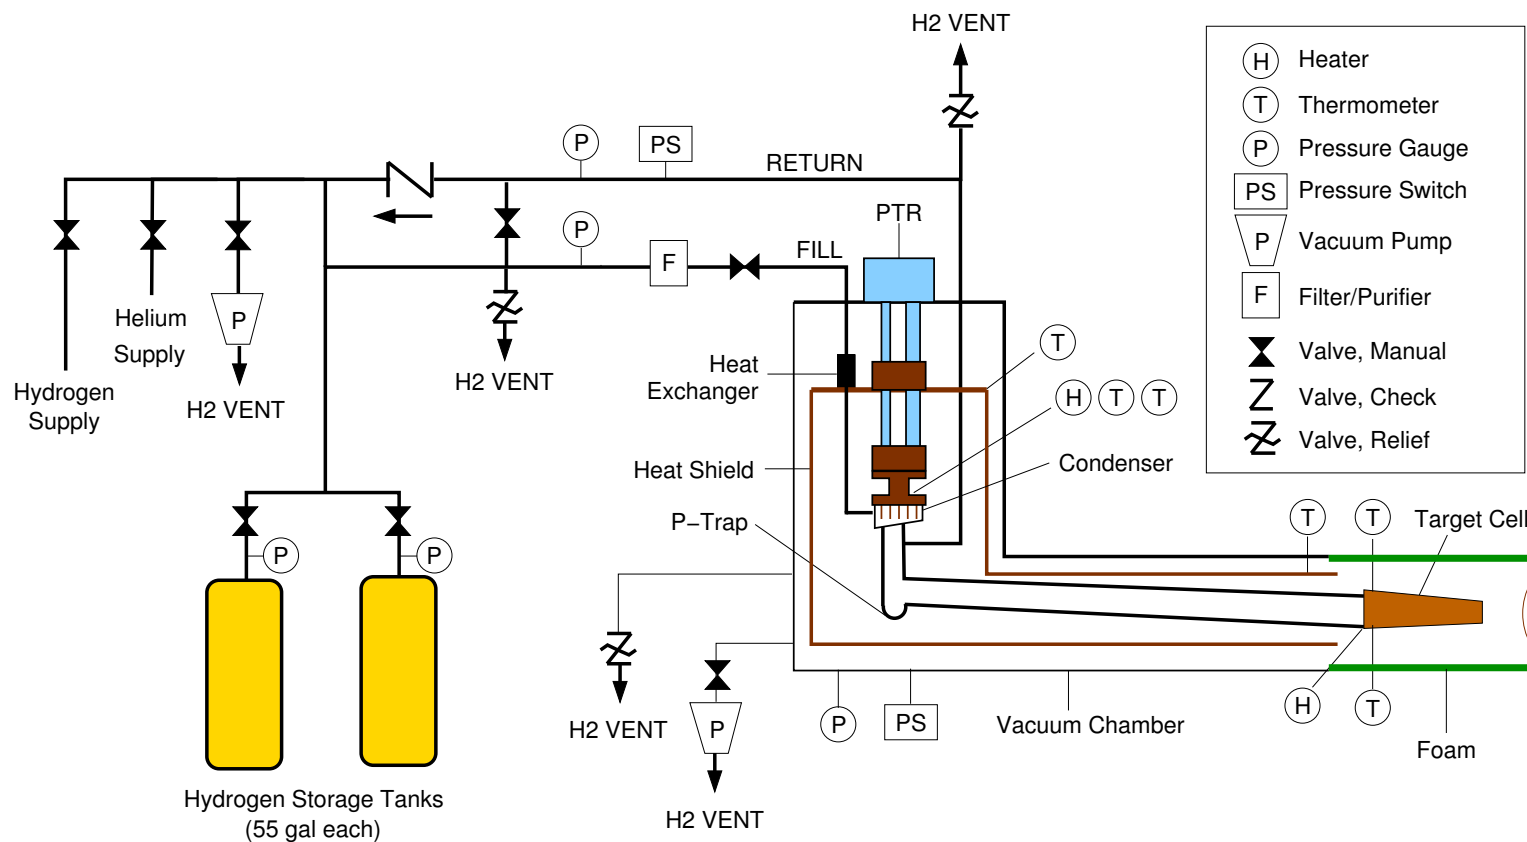 H2 VENT
H Heater
T Thermometer
P Pressure Gauge
PS Pressure Switch
P Vacuum Pump
F Filter/Purifier
Valve, Manual
Valve, Check
Valve, Relief
P
PS
RETURN
PTR
P
F
FILL
P
Helium
Supply
Hydrogen
Supply
H2 VENT
H2 VENT
Heat
Exchanger
T
H T T
Heat Shield
Condenser
P−Trap
T
T
Target Cell
P
P
H2 VENT
P
H2 VENT
P
PS
Vacuum Chamber
H
T
Foam
Hydrogen Storage Tanks
(55 gal each)